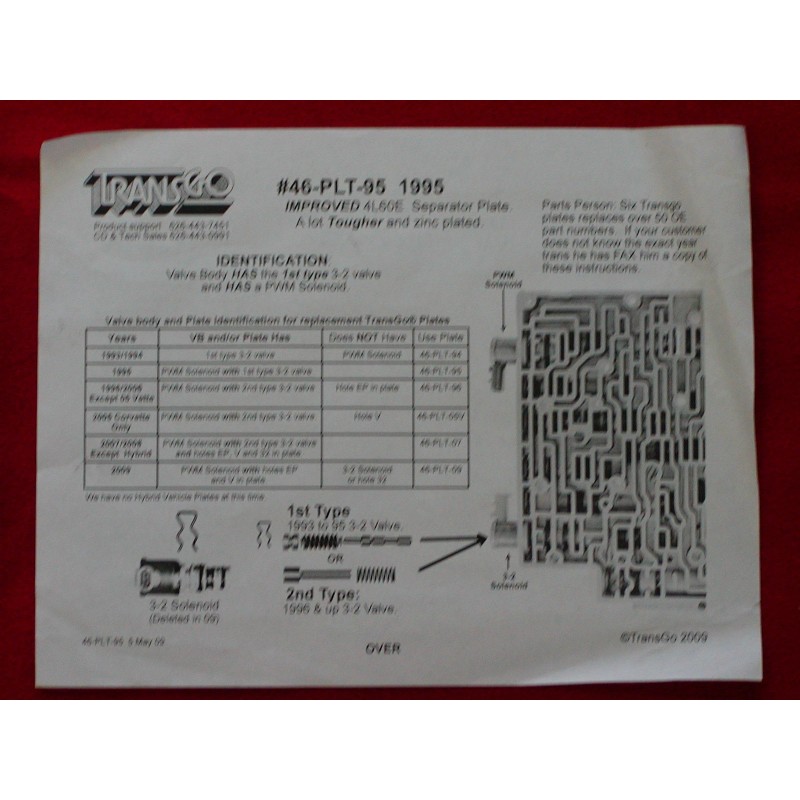 TRANSGO
Product support 626-443-7451
CO & Tech Sales 626-443-5991
#46-PLT-95 1995
IMPROVED 4L60E Separator Plate.
A lot Tougher and zinc plated.
Parts Person: Six Transgo
plates replaces over 50 OE
part numbers. If your customer
does not know the exact year
trans he has FAX him a copy of
these instructions.
IDENTIFICATION:
Valve Body HAS the 1st type 3-2 valve
and HAS a PWM Solenoid.
PWM
Solenoid
Valve body and Plate Identification for replacement TransGo® Plates
Years VB and/or Plate Has Does NOT Have Use Plate
1993/1994 1st type 3-2 valve PWM Solenoid 46-PLT-94
1995 PWM Solenoid with 1st type 3-2 valve 46-PLT-95
1996/2006 PWM Solenoid with 2nd type 3-2 valve Hole EP in plate 46-PLT-96
Except 05 Vette
2005 Corvette PWM Solenoid with 2nd type 3-2 valve Hole V 46-PLT-05V
Only
2007/2008 PWM Solenoid with 2nd type 3-2 valve 46-PLT-07
Except Hybrid and holes EP, V and 32 in plate
2009 PWM Solenoid with holes EP 3-2 Solenoid 46-PLT-09
and V in plate or hole 32
We have no Hybrid Vehicle Plates at this time
1st Type
1993 to 95 3-2 Valve.
OR
2nd Type:
1996 & up 3-2 Valve.
3-2
Solenoid
3-2 Solenoid
(Deleted in 09)
46-PLT-95 5 May 09
OVER
©TransGo 2009